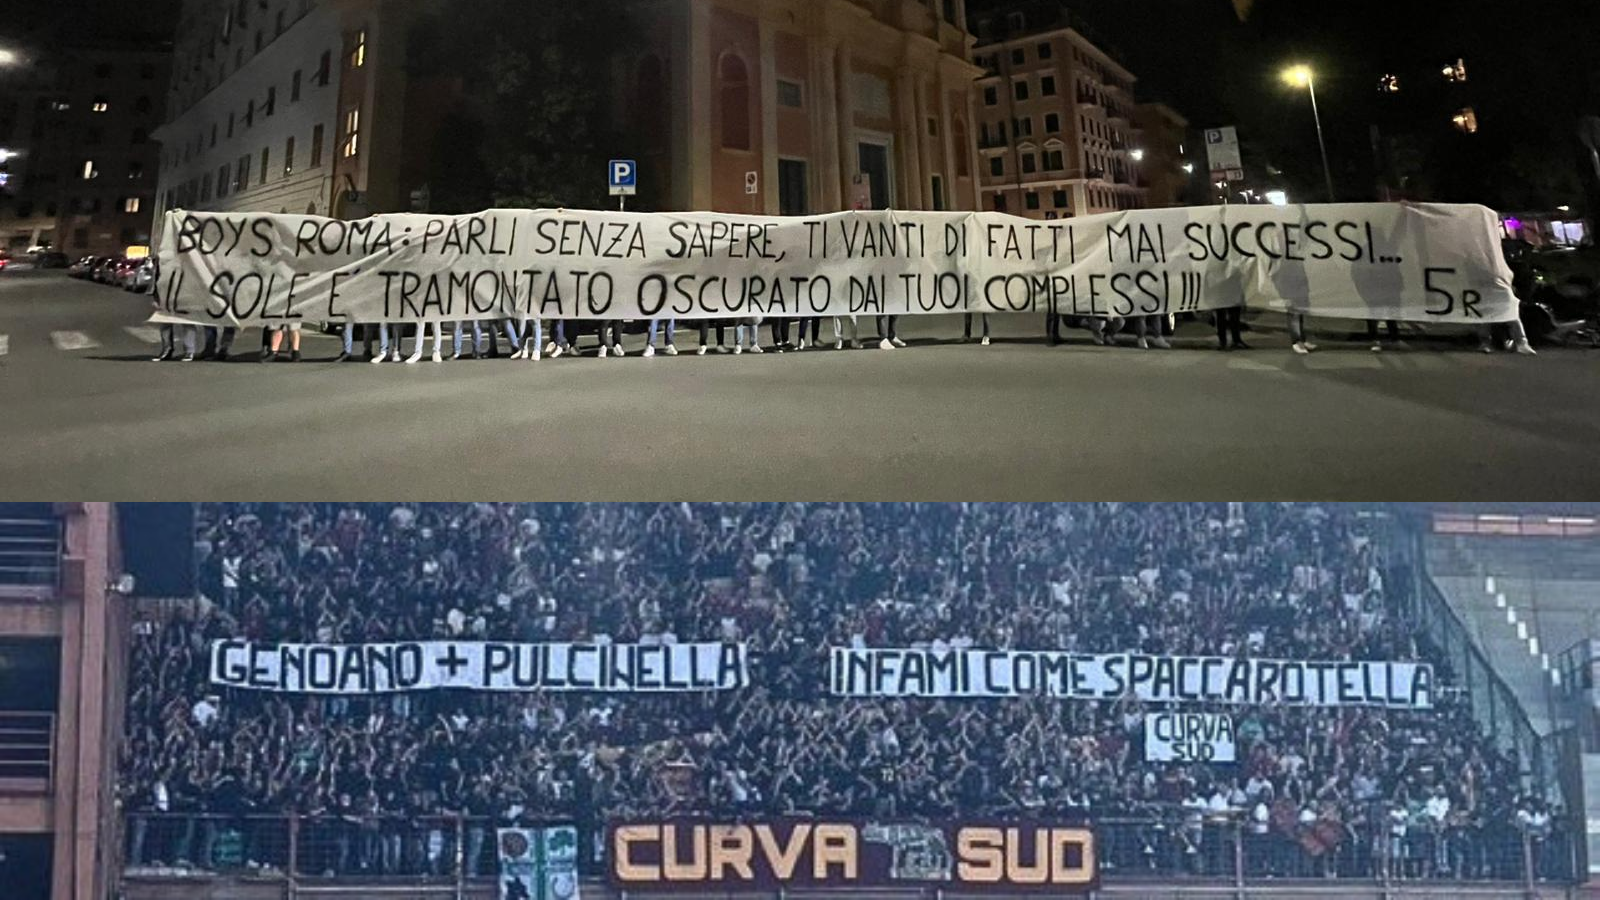 P
P
BOYS ROMA: PARLI SENZA SAPERE, TI VANTI DI FATTI MAI SUCCESSI...
IL SOLE E' TRAMONTATO OSCURATO DAI TUOI COMPLESSI!!!
5R
GENOANO + PULCINELLA
INFAMI COME SPACCAROTELLA
CURVA
SUD
72
CURVA SUD